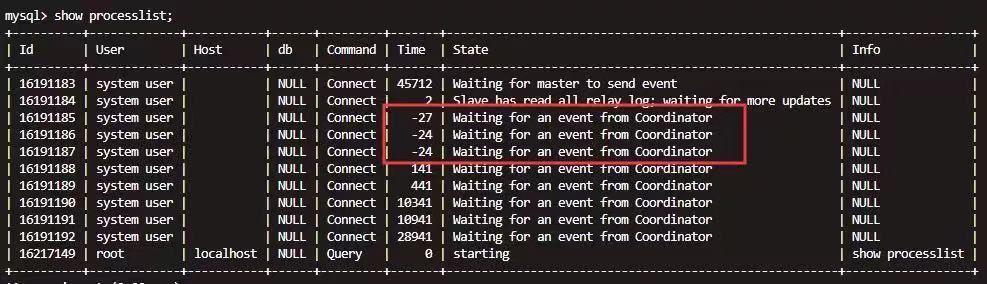 mysql> show processlist;
+----------+-------------+-----------+------+---------+-------+--------------------------------------------------------+------------------+
| Id | User | Host | db | Command | Time | State | Info |
+----------+-------------+-----------+------+---------+-------+--------------------------------------------------------+------------------+
| 16191183 | system user | | NULL | Connect | 45712 | Waiting for master to send event | NULL |
| 16191184 | system user | | NULL | Connect | 2 | Slave has read all relay log; waiting for more updates | NULL |
| 16191185 | system user | | NULL | Connect | -27 | Waiting for an event from Coordinator | NULL |
| 16191186 | system user | | NULL | Connect | -24 | Waiting for an event from Coordinator | NULL |
| 16191187 | system user | | NULL | Connect | -24 | Waiting for an event from Coordinator | NULL |
| 16191188 | system user | | NULL | Connect | 141 | Waiting for an event from Coordinator | NULL |
| 16191189 | system user | | NULL | Connect | 441 | Waiting for an event from Coordinator | NULL |
| 16191190 | system user | | NULL | Connect | 10341 | Waiting for an event from Coordinator | NULL |
| 16191191 | system user | | NULL | Connect | 10941 | Waiting for an event from Coordinator | NULL |
| 16191192 | system user | | NULL | Connect | 28941 | Waiting for an event from Coordinator | NULL |
| 16217149 | root | localhost | NULL | Query | 0 | starting | show processlist |
+----------+-------------+-----------+------+---------+-------+--------------------------------------------------------+------------------+